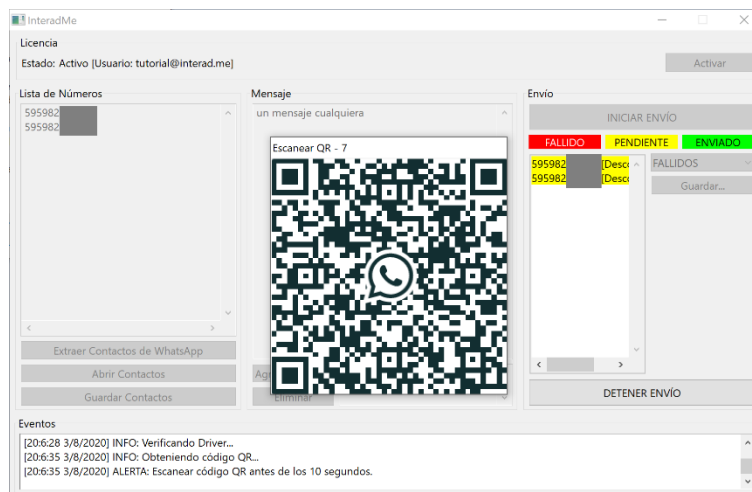 InteradMe
Licencia
Estado: Activo [Usuario: tutorial@interad.me]
Activar
Lista de Números
595982
595982
Extraer Contactos de WhatsApp
Abrir Contactos
Guardar Contactos
Mensaje
un mensaje cualquiera
Escanear QR - 7
Eliminar
Envío
INICIAR ENVÍO
FALLIDO PENDIENTE ENVIADO
595982 [Desc
595982 [Desc
FALLIDOS
Guardar...
DETENER ENVÍO
Eventos
[20:6:28 3/8/2020] INFO: Verificando Driver...
[20:6:35 3/8/2020] INFO: Obteniendo código QR...
[20:6:35 3/8/2020] ALERTA: Escanear código QR antes de los 10 segundos.